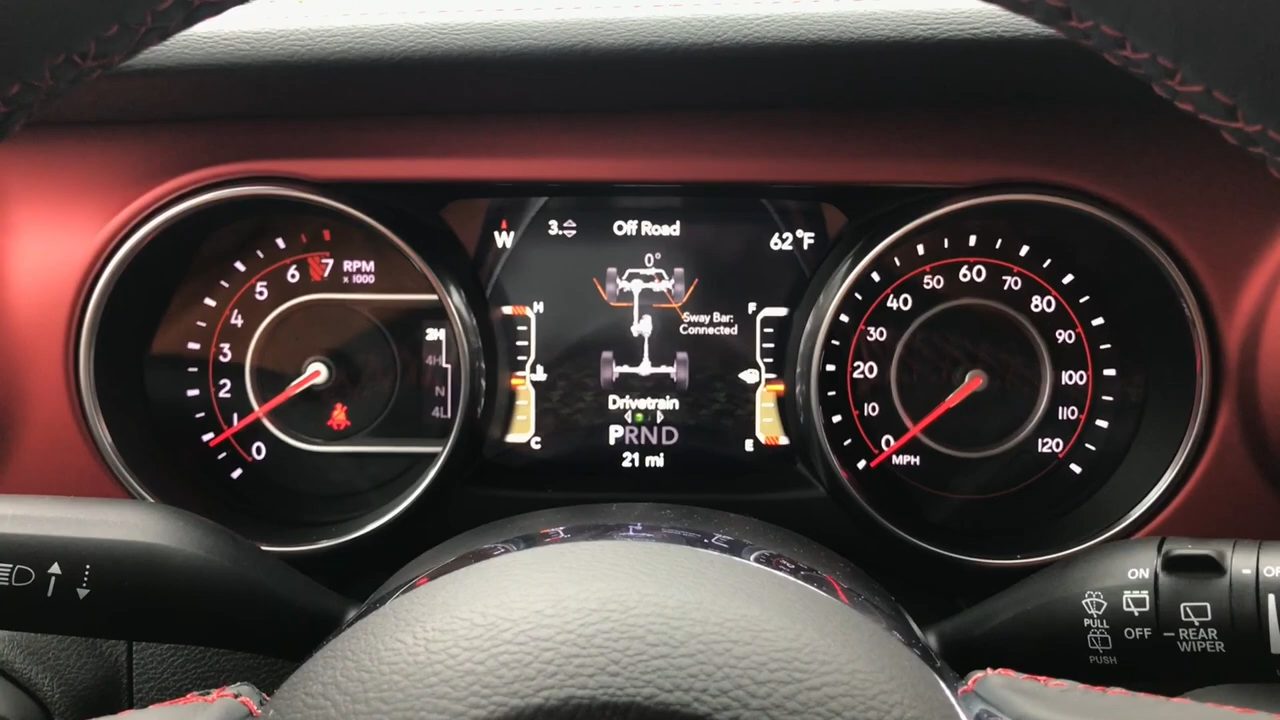 W
3.
Off Road
62°F
0°
Sway Bar:
Connected
H
C
F
E
Drivetrain
PRND
21 mi
7
6
5
4
3
2
1
0
RPM
x 1000
2H
4H
N
4L
0
10
20
30
40
50
60
70
80
90
100
110
120
MPH
ON
OFF
PULL
PUSH
REAR
WIPER